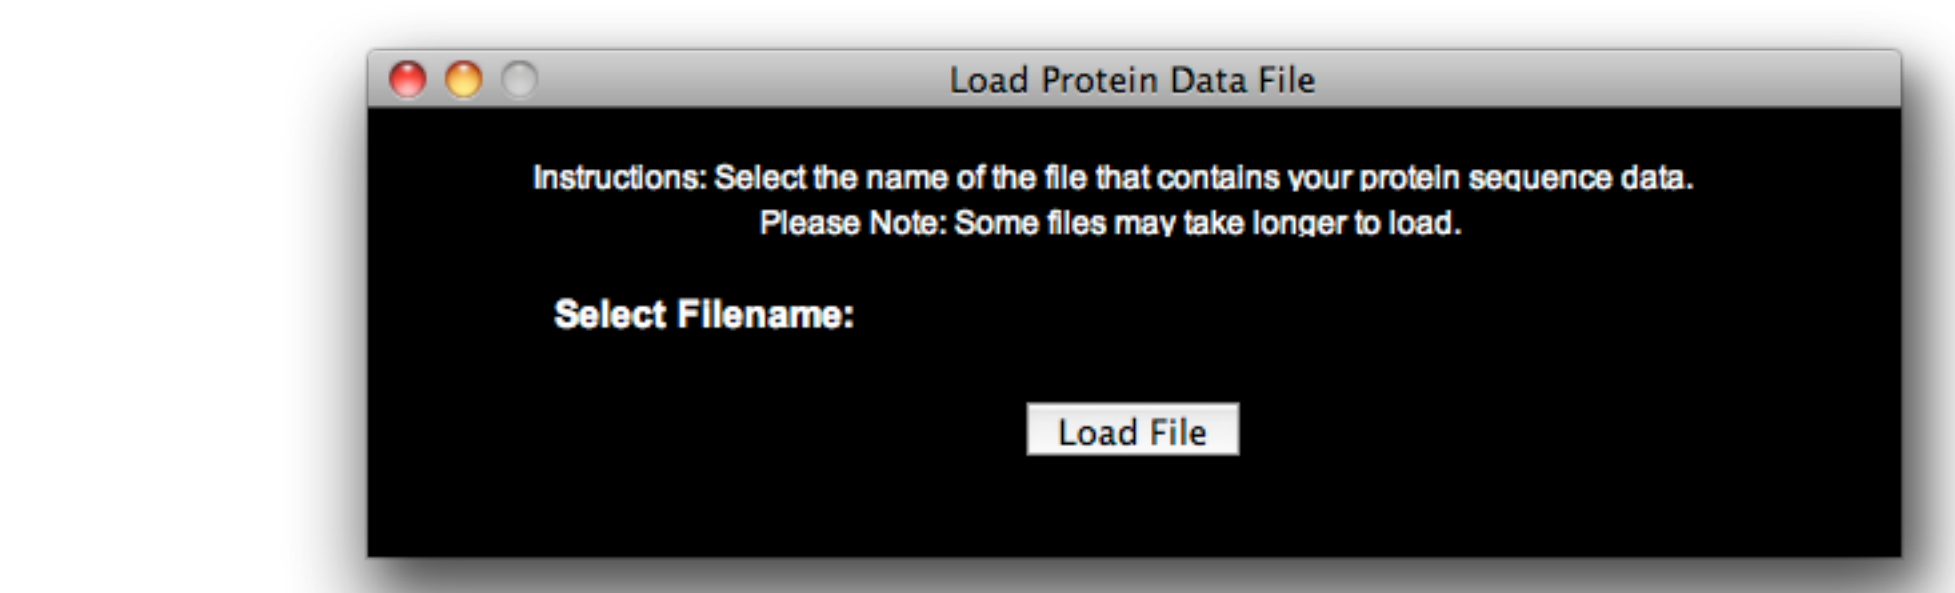 Load Protein Data File
Instructions: Select the name of the file that contains your protein sequence data.
Please Note: Some files may take longer to load.
Select Filename:
Load File